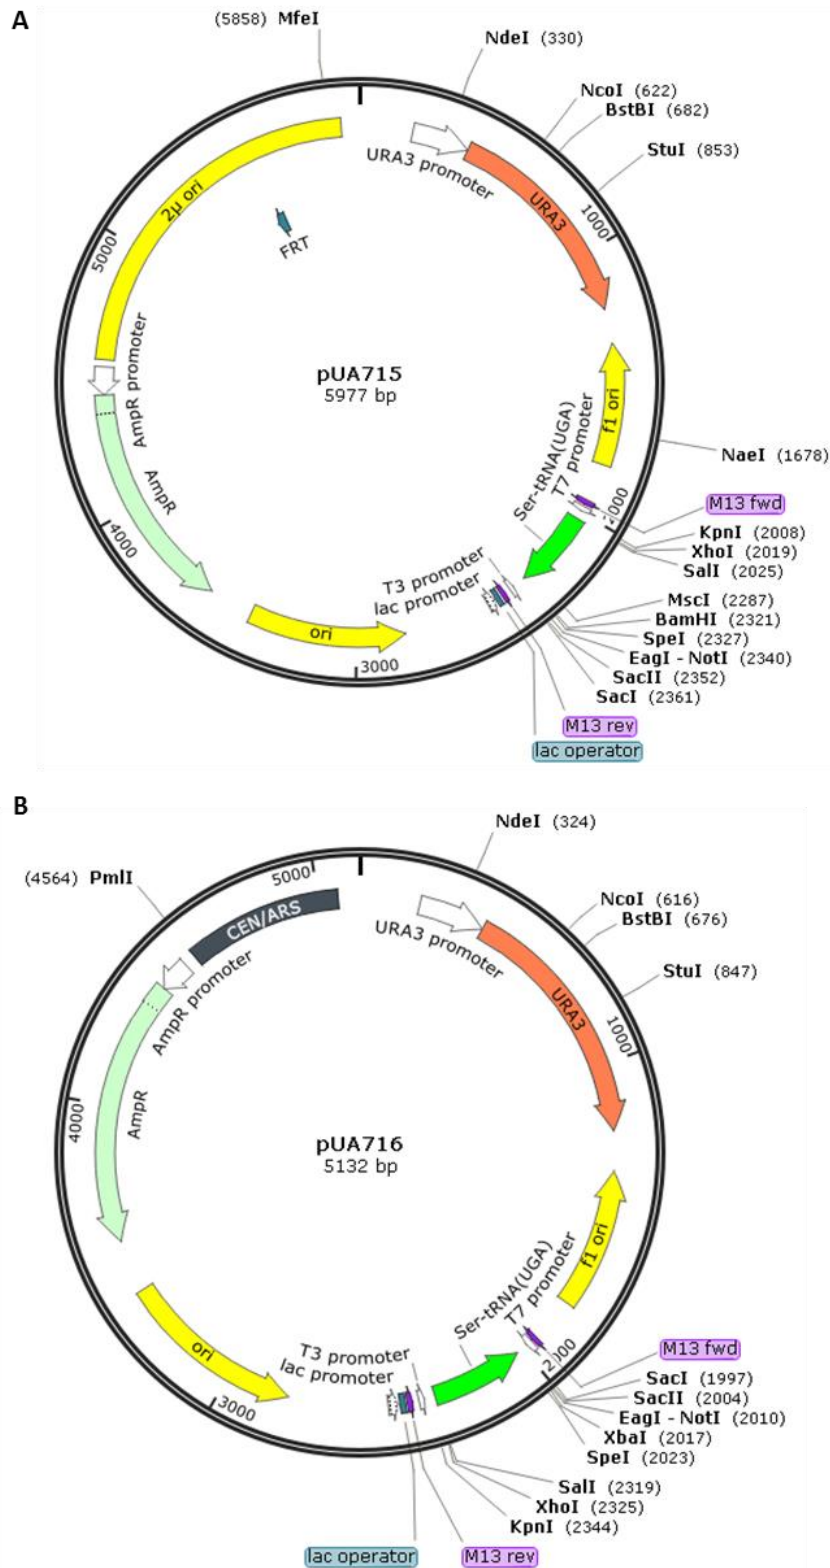 A
(5858) MfeI
NdeI (330)
NcoI (622)
BstBI (682)
StuI (853)
URA3 promoter
URA3
1000
2μ ori
FRT
5000
AmpR promoter
pUA715
5977 bp
f1 ori
NaeI (1678)
Ser-tRNA(UGA)
T7 promoter
2000
M13 fwd
KpnI (2008)
XhoI (2019)
SalI (2025)
AmpR
4000
T3 promoter
lac promoter
MscI (2287)
BamHI (2321)
SpeI (2327)
EagI - NotI (2340)
SacII (2352)
SacI (2361)
ori
3000
M13 rev
lac operator
B
NdeI (324)
5000
(4564) PmlI
CEN/ARS
NcoI (616)
BstBI (676)
URA3 promoter
StuI (847)
URA3
1000
AmpR promoter
4000
AmpR
pUA716
5132 bp
f1 ori
Ser-tRNA(UGA)
T7 promoter
2000
M13 fwd
T3 promoter
lac promoter
SacI (1997)
SacII (2004)
EagI - NotI (2010)
XbaI (2017)
SpeI (2023)
ori
3000
SalI (2319)
XhoI (2325)
KpnI (2344)
lac operator
M13 rev